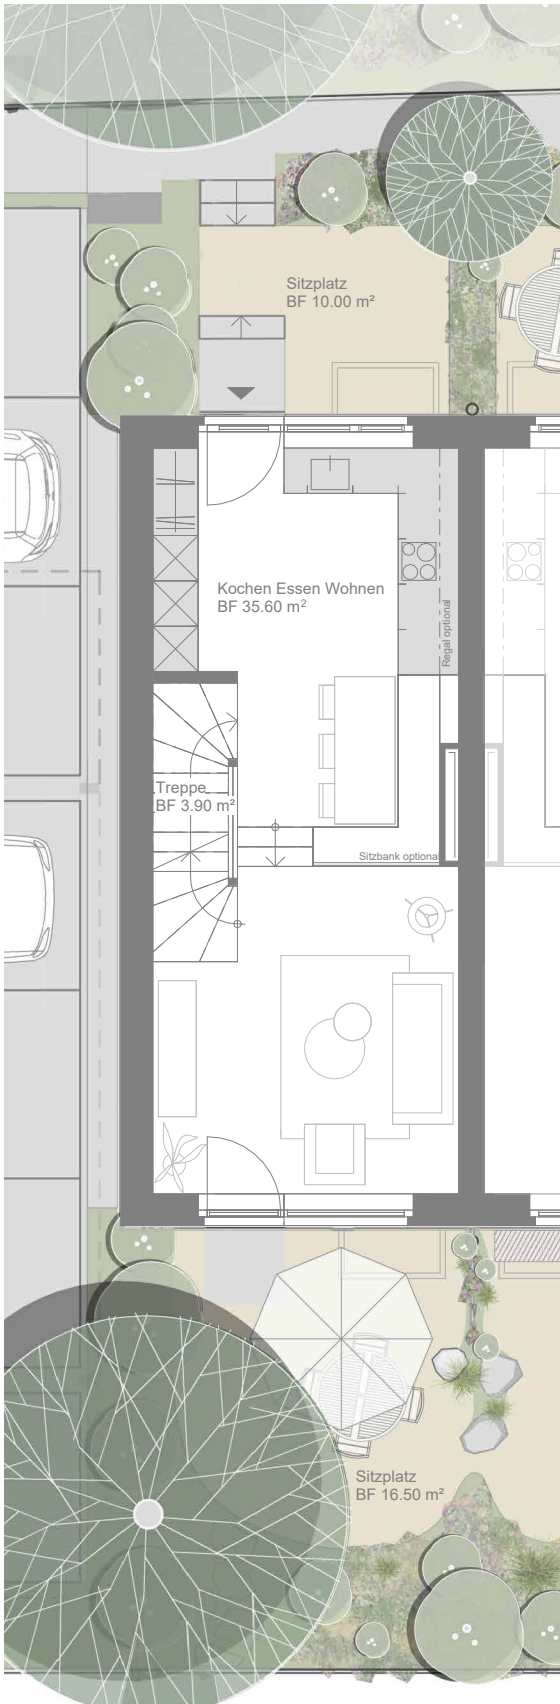 Sitzplatz
BF 10.00 m²
Kochen Essen Wohnen
BF 35.60 m²
Regal optional
Treppe
BF 3.90 m²
Sitzbank optional
Sitzplatz
BF 16.50 m²